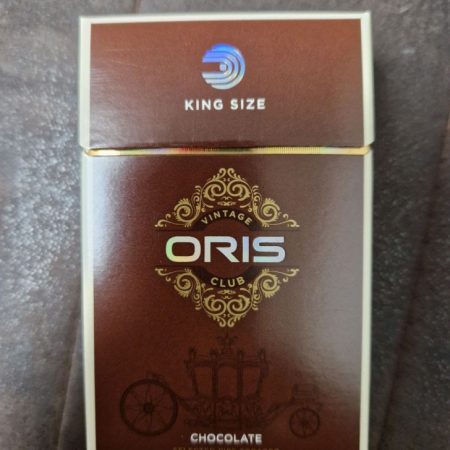 KING SIZE
VINTAGE
ORIS
CLUB
CHOCOLATE